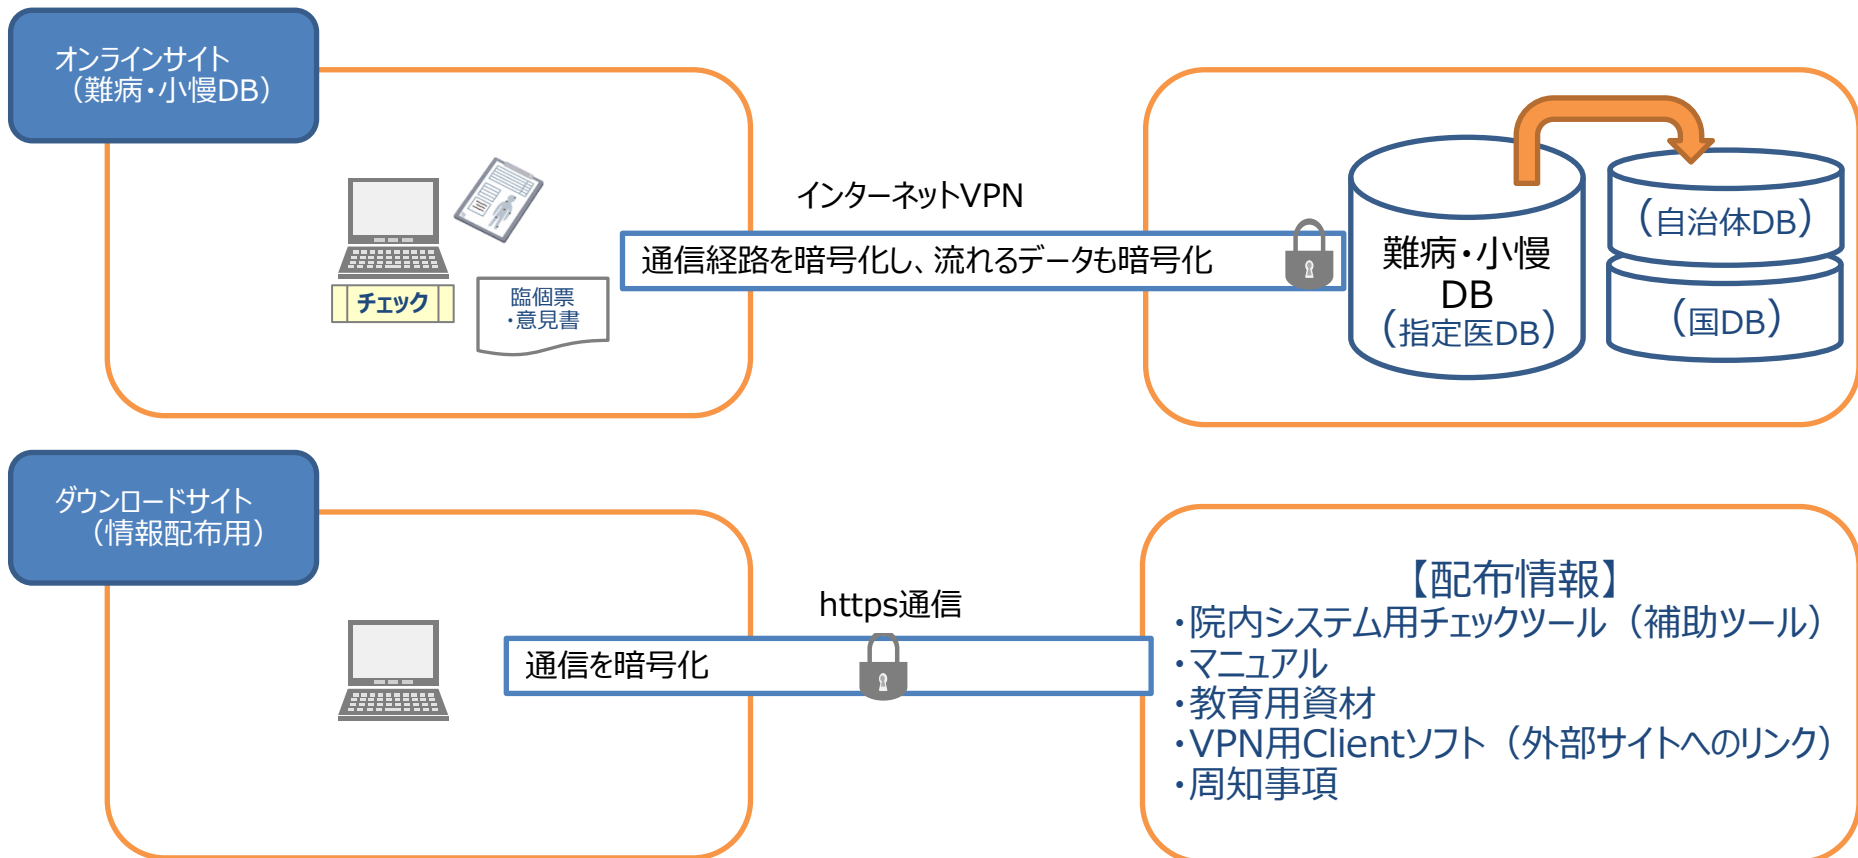 オンラインサイト
（難病・小慢DB）
インターネットVPN
通信経路を暗号化し、流れるデータも暗号化
チェック
臨個票
・意見書
難病・小慢
DB
（指定医DB）
（自治体DB）
（国DB）
ダウンロードサイト
（情報配布用）
https通信
通信を暗号化
【配布情報】
・院内システム用チェックツール（補助ツール）
・マニュアル
・教育用資材
・VPN用Clientソフト（外部サイトへのリンク）
・周知事項